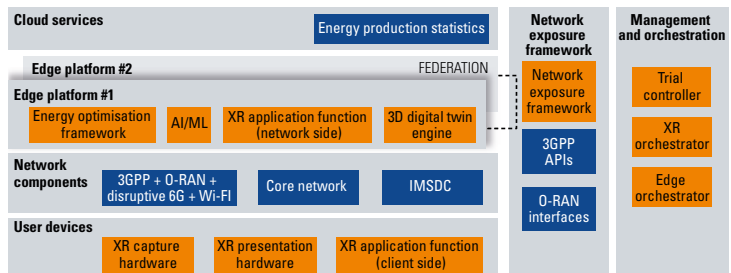 Cloud services
Energy production statistics
Edge platform #2
FEDERATION
Edge platform #1
Energy optimisation
framework
AI/ML
XR application function
(network side)
3D digital twin
engine
Network
components
3GPP + O-RAN +
disruptive 6G + Wi-FI
Core network
IMSDC
User devices
XR capture
hardware
XR presentation
hardware
XR application function
(client side)
Network
exposure
framework
Network
exposure
framework
3GPP
APIs
O-RAN
interfaces
Management
and orchestration
Trial
controller
XR
orchestrator
Edge
orchestrator